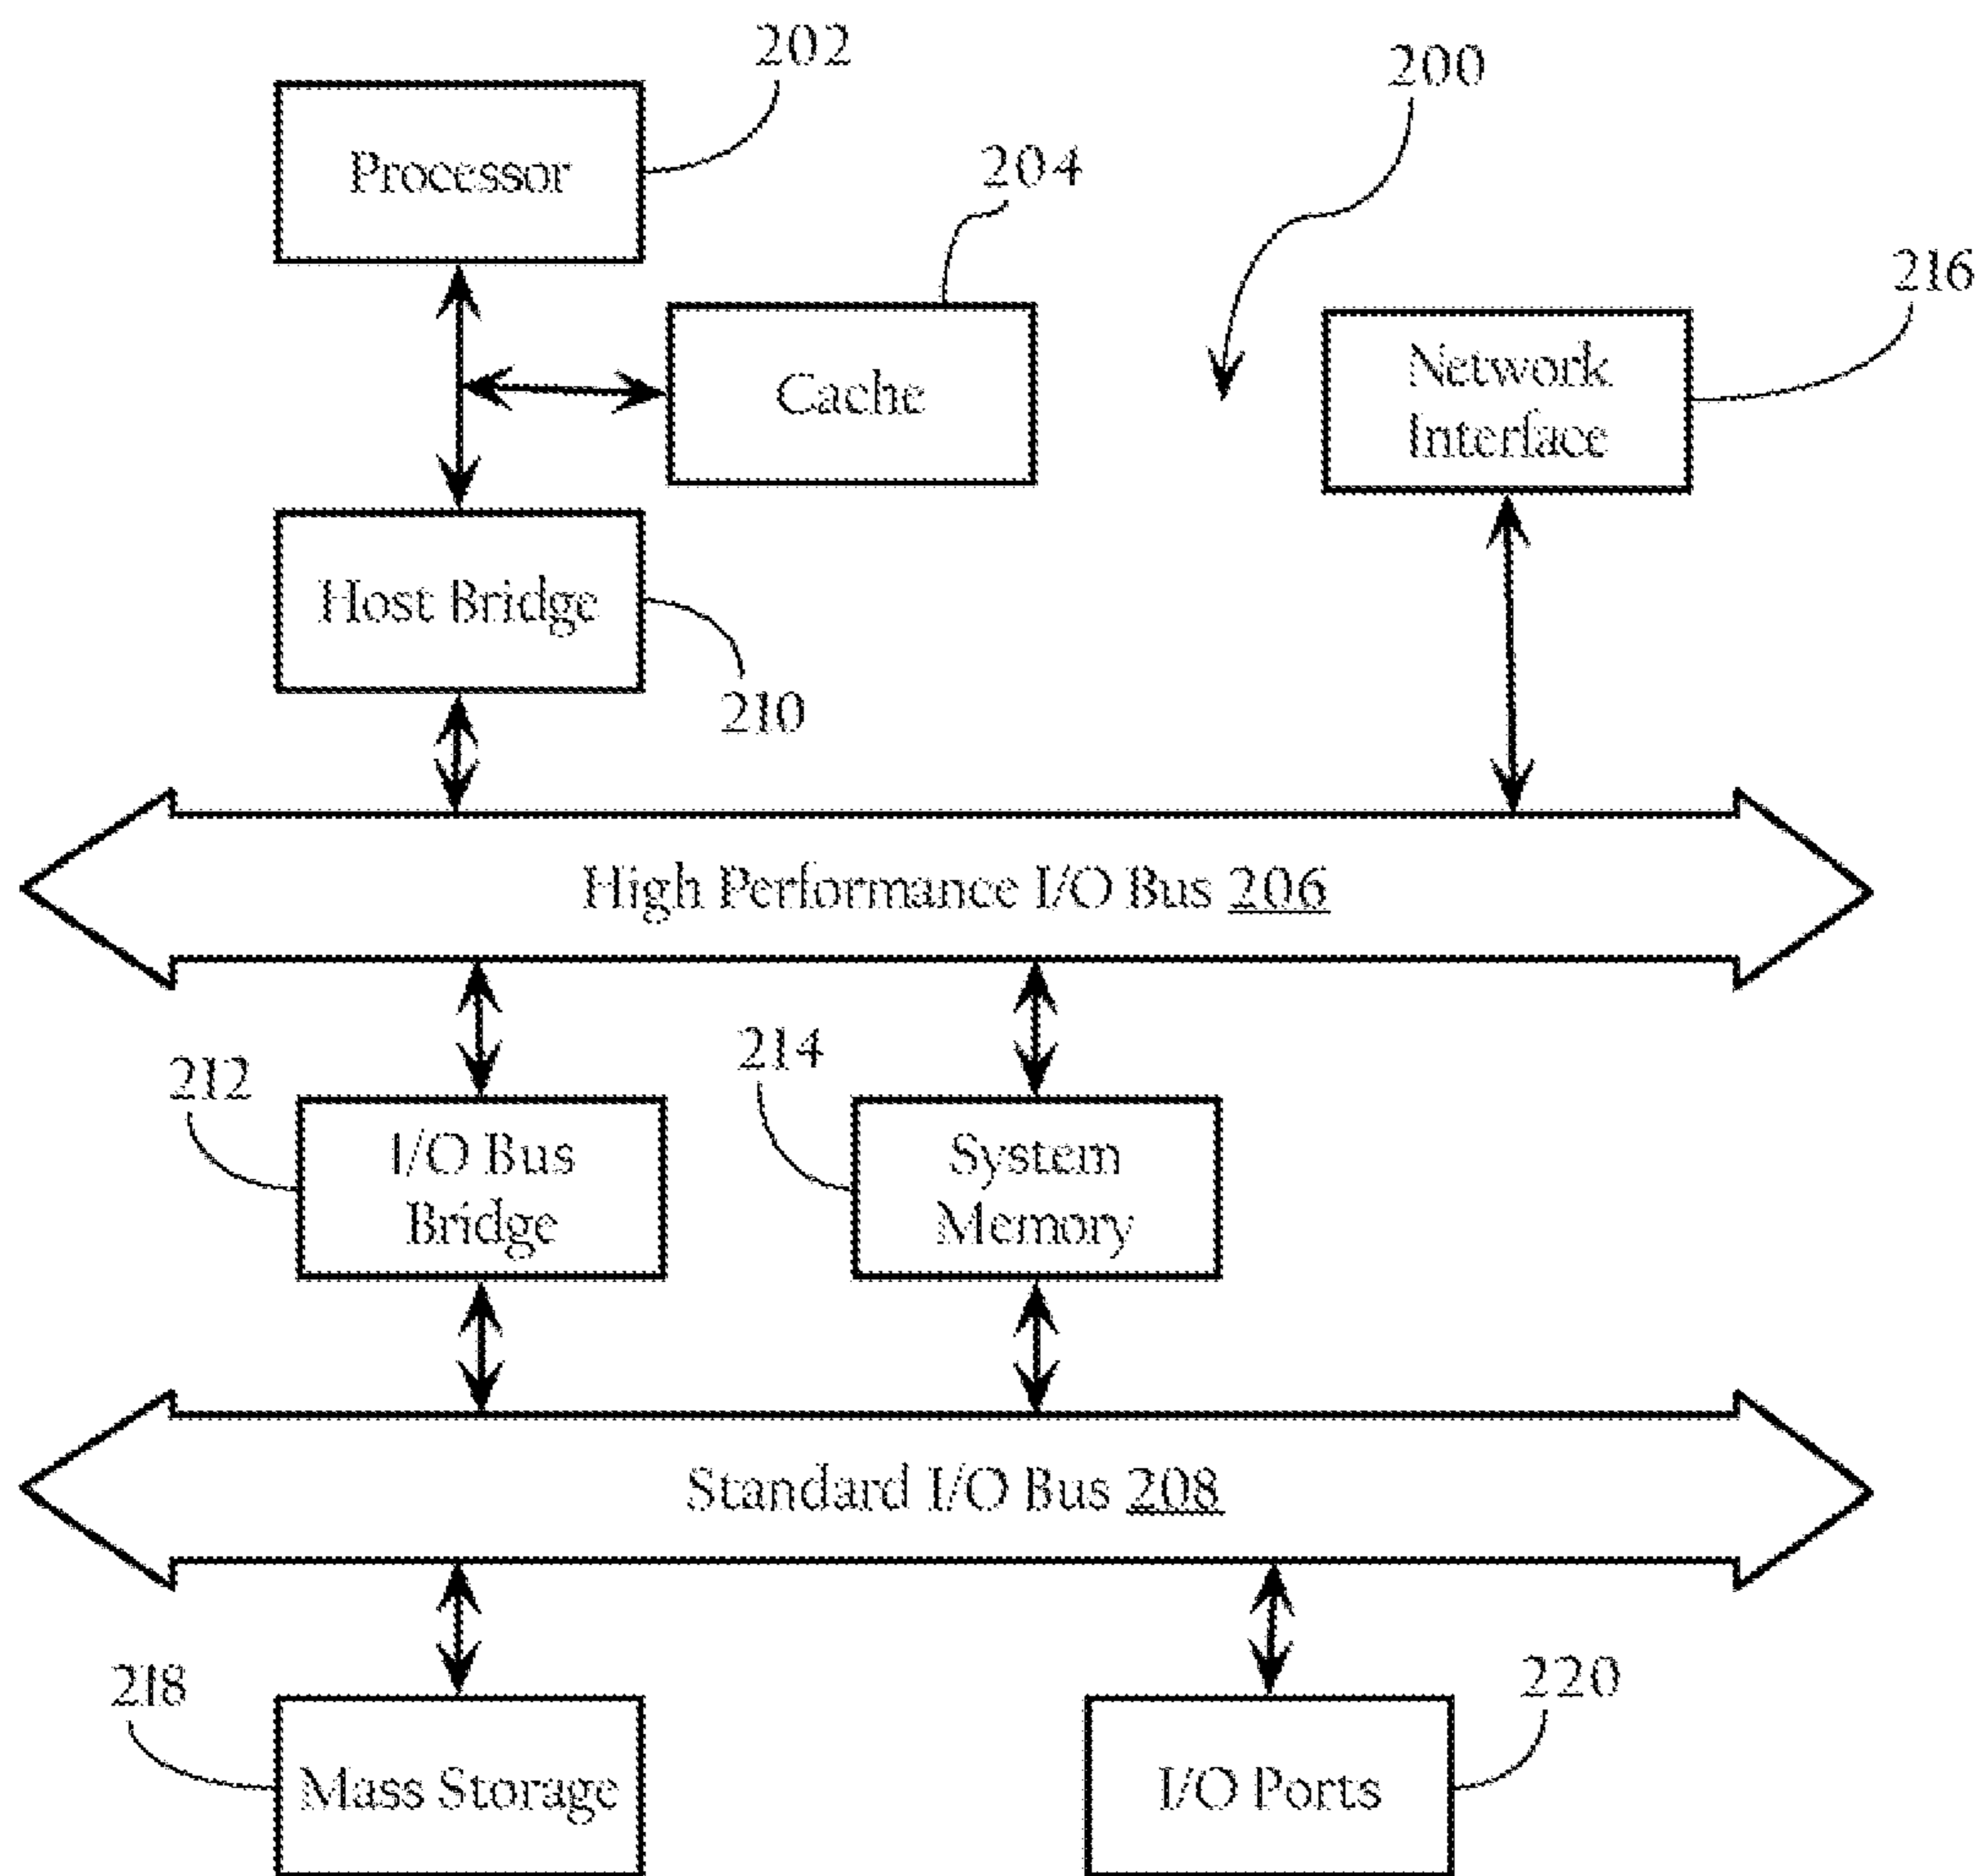 202
200
Processor
204
216
Network
Interface
Cache
Host Bridge
210
High Performance I/O Bus 206
212
214
I/O Bus
Bridge
System
Memory
Standard I/O Bus 208
218
220
Mass Storage
I/O Ports